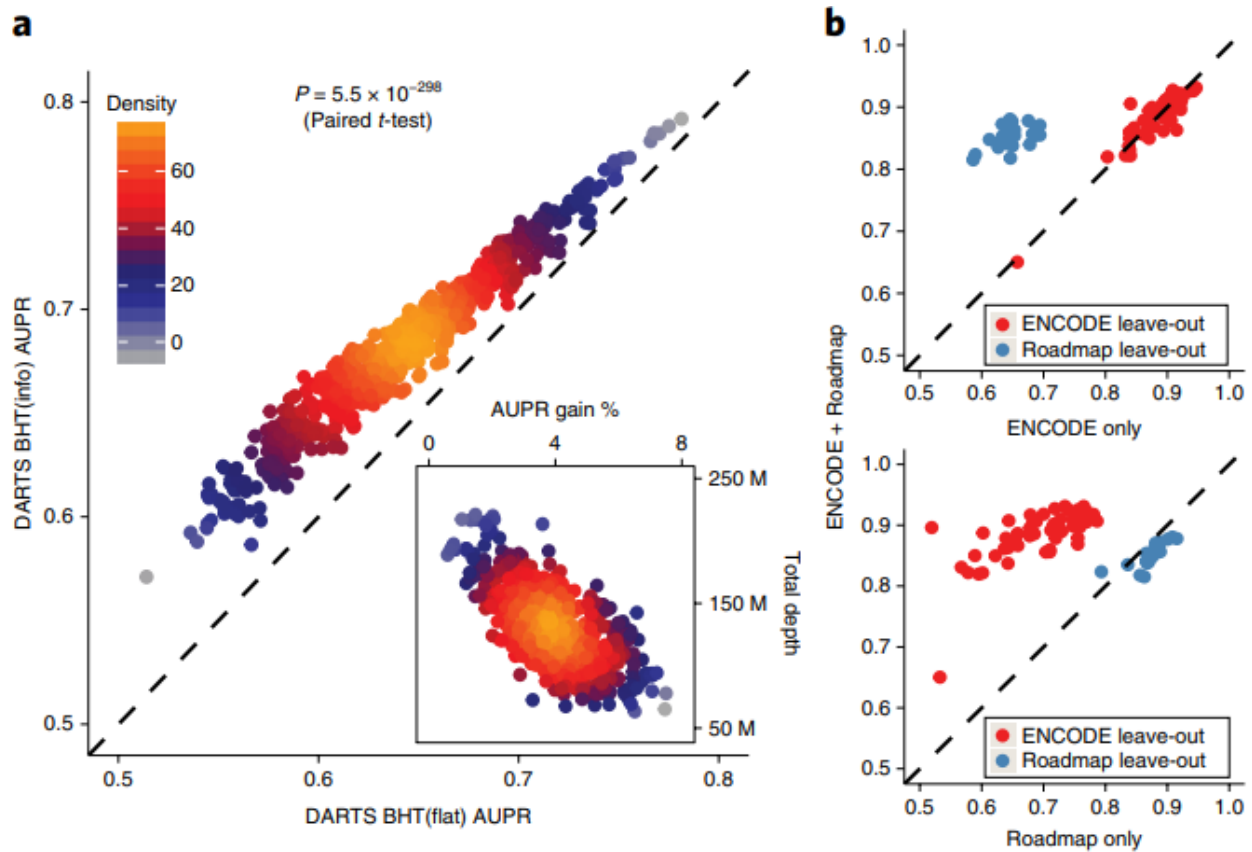 a
P = 5.5 × 10⁻²⁹⁸
(Paired t-test)
Density
60
40
20
0
DARTS BHT(info) AUPR
0.8
0.7
0.6
0.5
0.5
0.6
0.7
0.8
DARTS BHT(flat) AUPR
AUPR gain %
0
4
8
250 M
150 M
50 M
Total depth
b
ENCODE + Roadmap
1.0
0.9
0.8
0.7
0.6
0.5
ENCODE leave-out
Roadmap leave-out
0.5
0.6
0.7
0.8
0.9
1.0
ENCODE only
1.0
0.9
0.8
0.7
0.6
0.5
ENCODE leave-out
Roadmap leave-out
0.5
0.6
0.7
0.8
0.9
1.0
Roadmap only